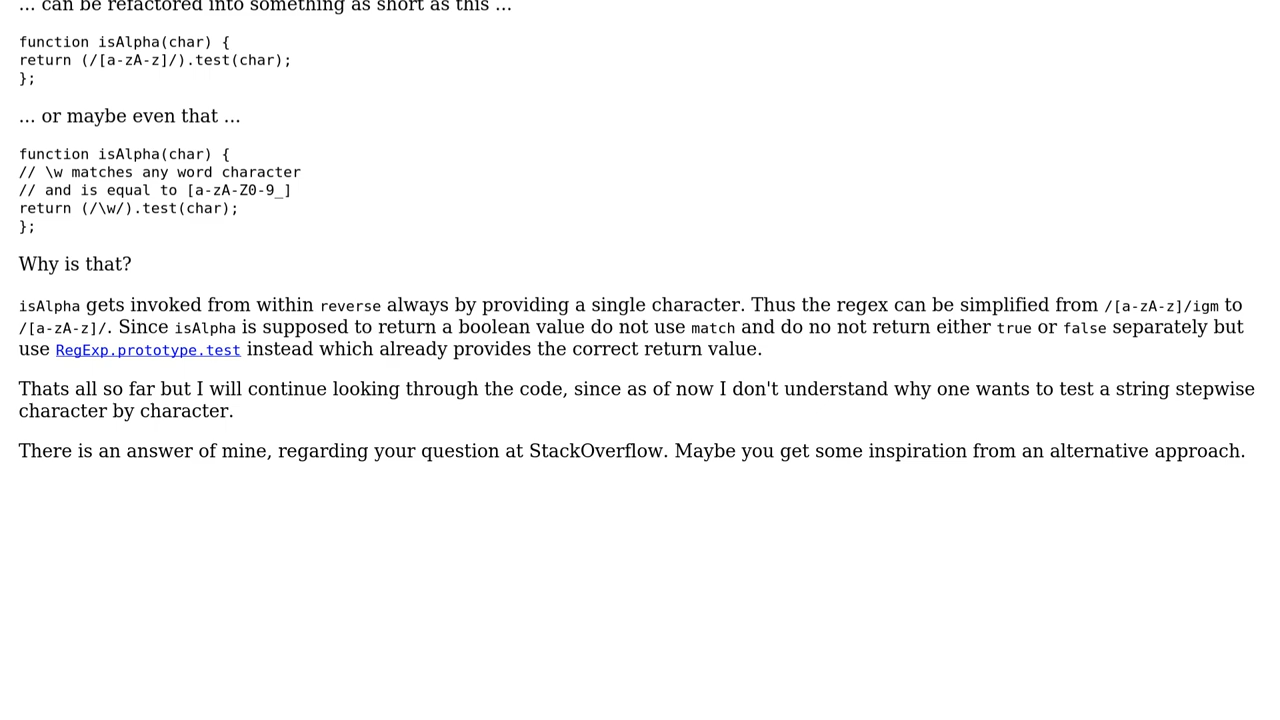 ... can be refactored into something as short as this ...
function isAlpha(char) {
return (/[a-zA-z]/).test(char);
};
... or maybe even that ...
function isAlpha(char) {
// \w matches any word character
// and is equal to [a-zA-Z0-9_]
return (/\w/).test(char);
};
Why is that?
isAlpha gets invoked from within reverse always by providing a single character. Thus the regex can be simplified from /[a-zA-z]/igm to
/[a-zA-z]/. Since isAlpha is supposed to return a boolean value do not use match and do no not return either true or false separately but
use RegExp.prototype.test instead which already provides the correct return value.
Thats all so far but I will continue looking through the code, since as of now I don't understand why one wants to test a string stepwise
character by character.
There is an answer of mine, regarding your question at StackOverflow. Maybe you get some inspiration from an alternative approach.